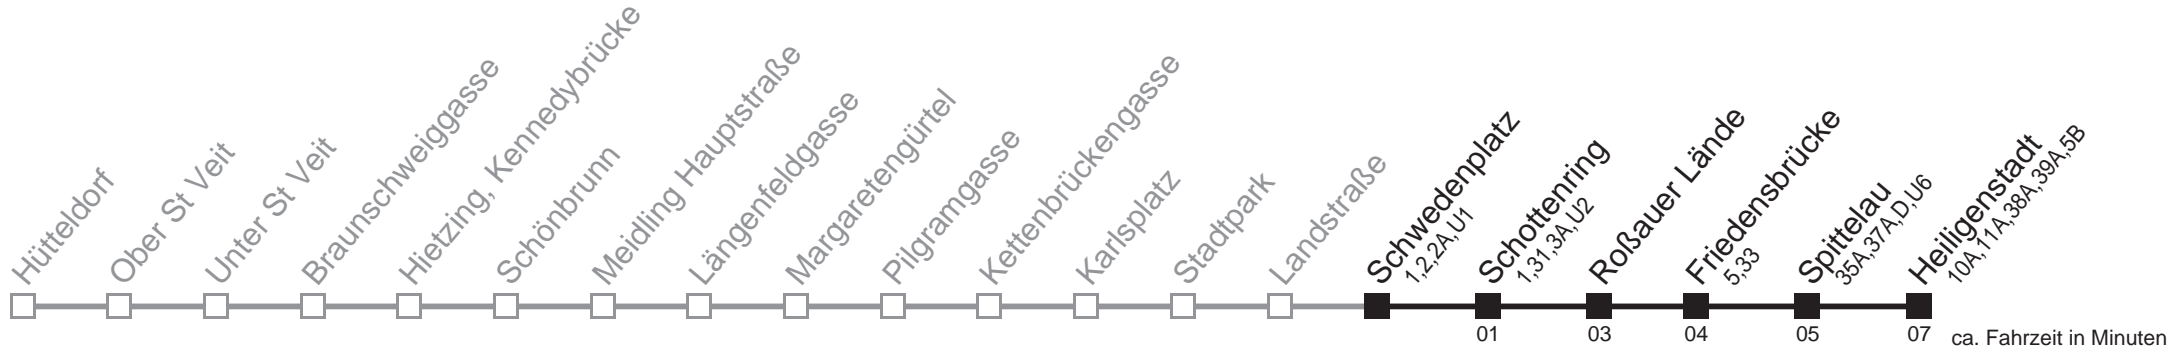 Hütteldorf
Ober St Veit
Unter St Veit
Braunschweiggasse
Hietzing, Kennedybrücke
Schönbrunn
Meidling Hauptstraße
Längenfeldgasse
Margaretengürtel
Pilgramgasse
Kettenbrückengasse
Karlsplatz
Stadtpark
Landstraße
Schwedenplatz
1,2,2A,U1
Schottenring
1,31,3A,U2
Roßauer Lände
Friedensbrücke
5,33
Spittelau
35A,37A,D,U6
Heiligenstadt
10A,11A,38A,39A,5B
01 03 04 05 07 ca. Fahrzeit in Minuten